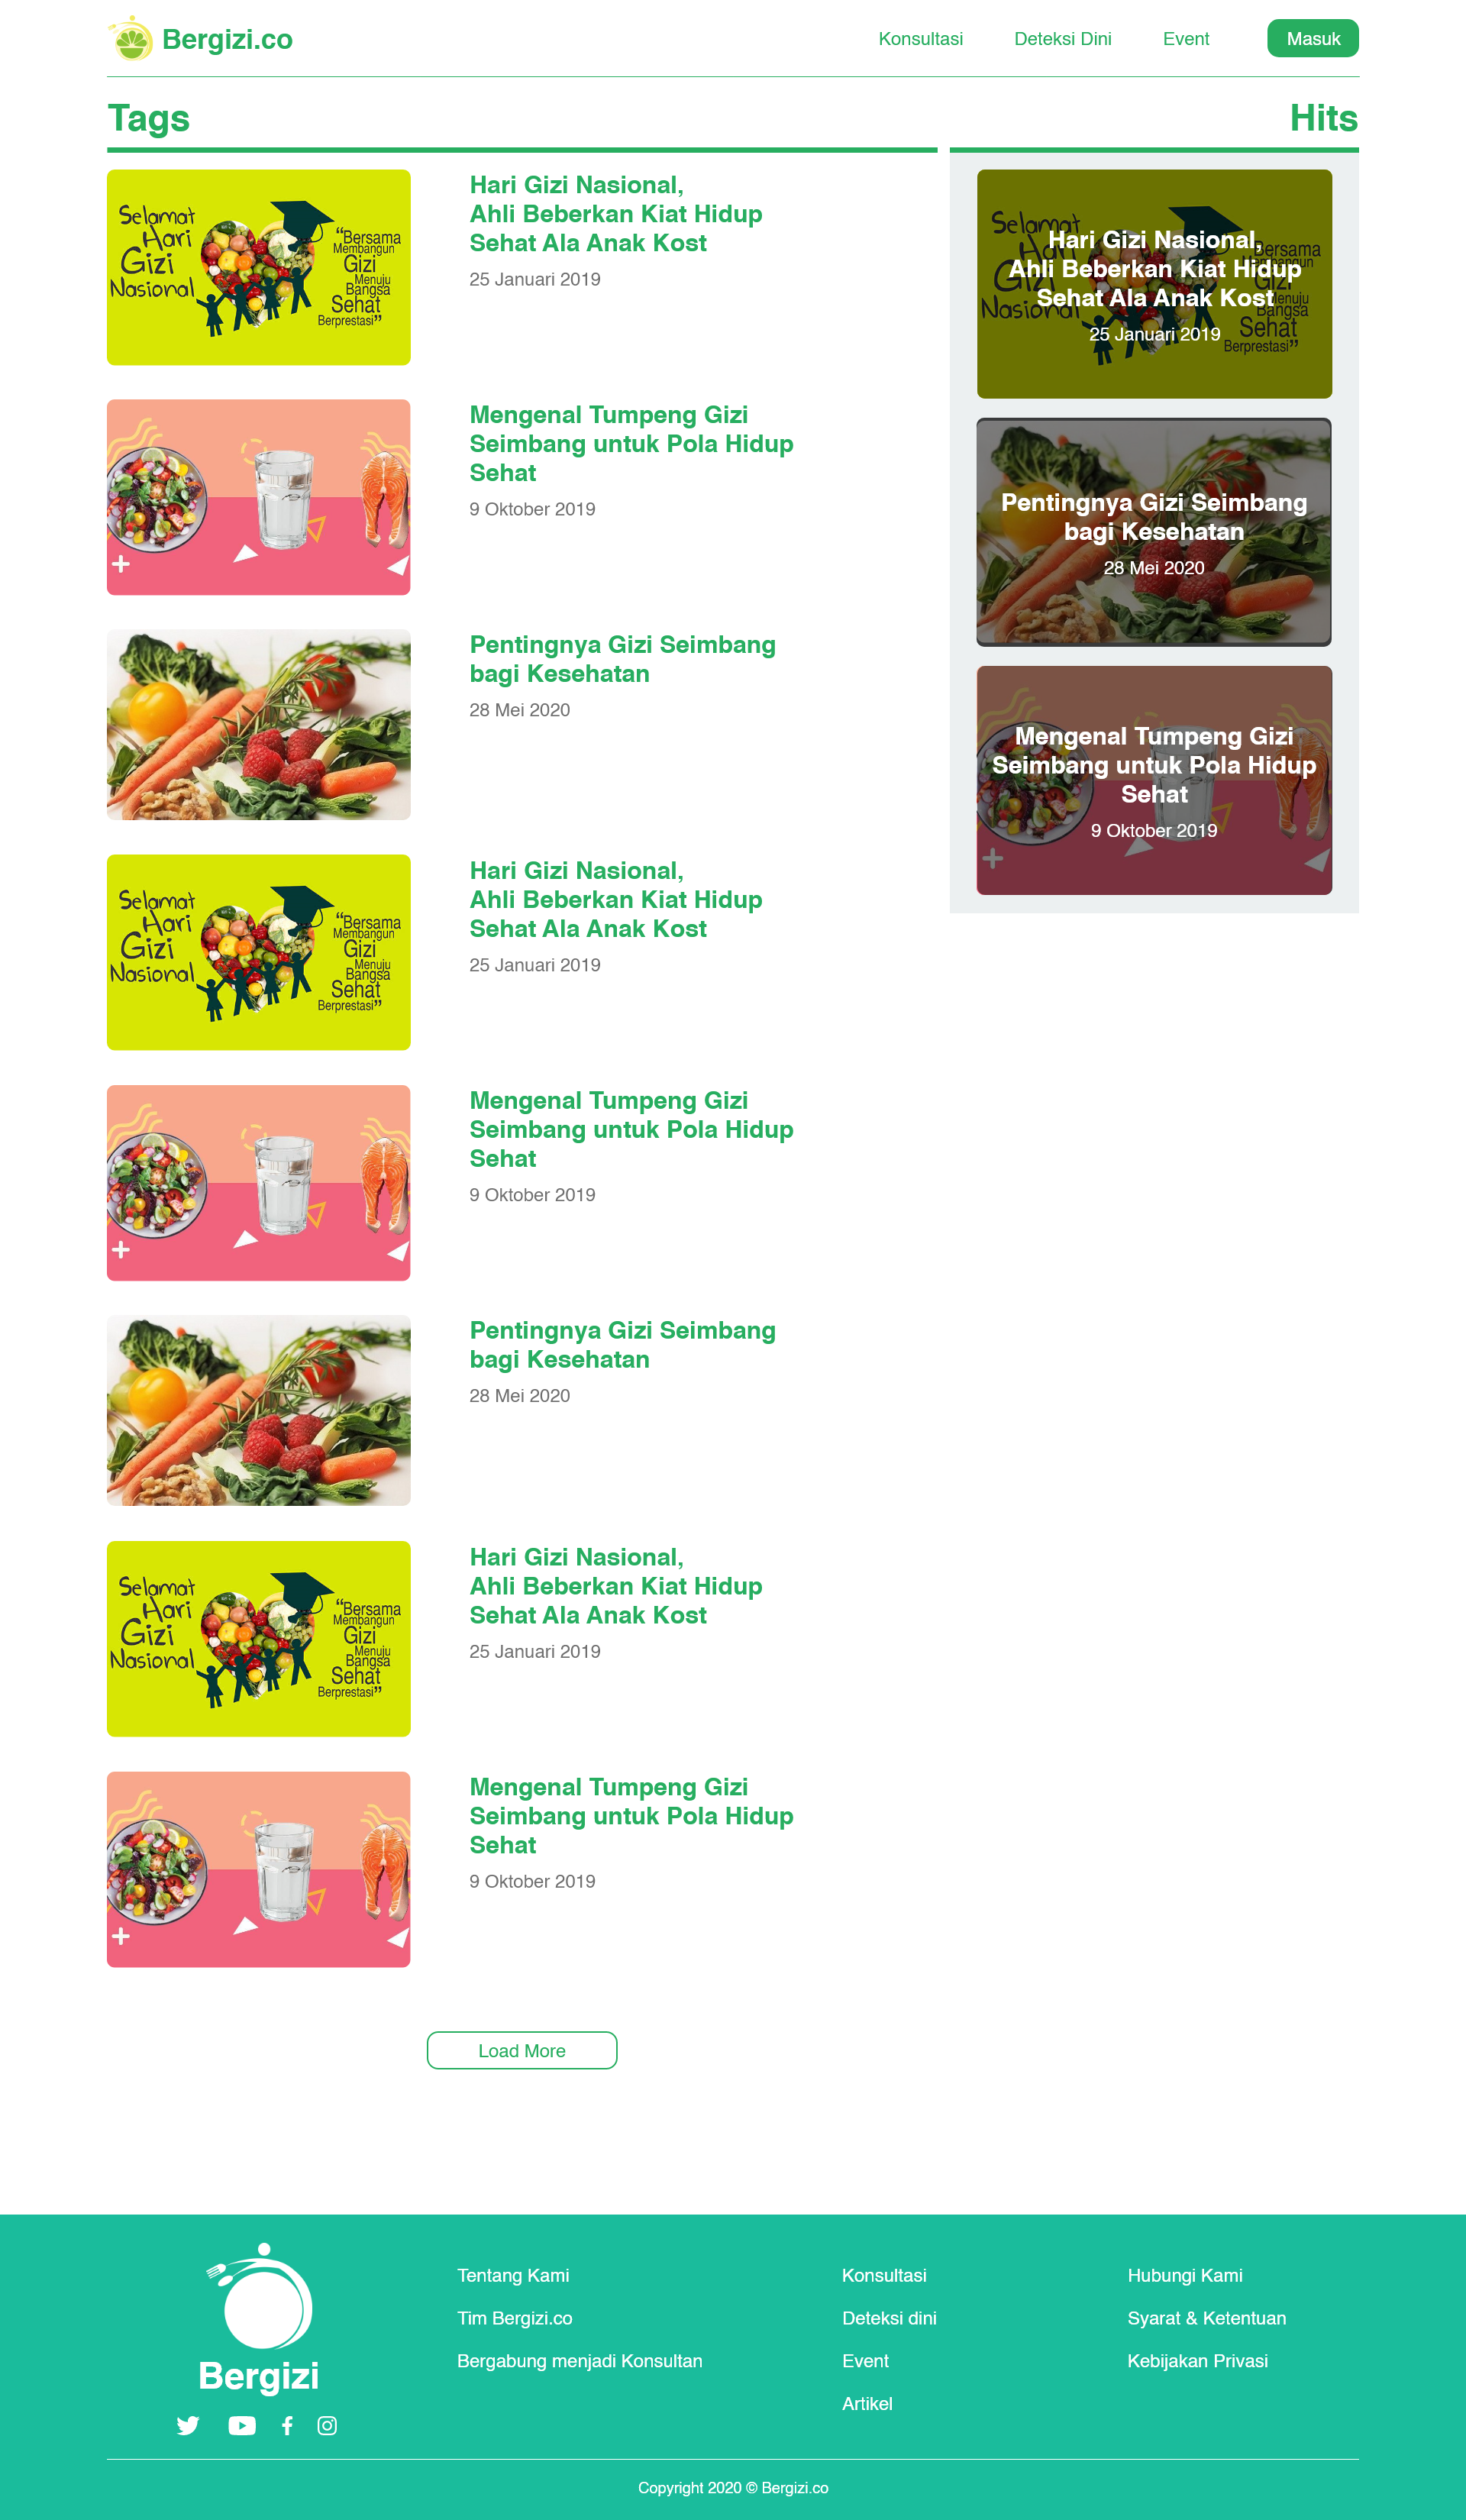 Bergizi.co
Konsultasi
Deteksi Dini
Event
Masuk
Tags
Selamat
Hari
Gizi
Nasional
“Bersama
Membangun
Gizi
Menuju
Bangsa
Sehat
Berprestasi”
Hari Gizi Nasional,
Ahli Beberkan Kiat Hidup
Sehat Ala Anak Kost
25 Januari 2019
Mengenal Tumpeng Gizi
Seimbang untuk Pola Hidup
Sehat
9 Oktober 2019
Pentingnya Gizi Seimbang
bagi Kesehatan
28 Mei 2020
Selamat
Hari
Gizi
Nasional
“Bersama
Membangun
Gizi
Menuju
Bangsa
Sehat
Berprestasi”
Hari Gizi Nasional,
Ahli Beberkan Kiat Hidup
Sehat Ala Anak Kost
25 Januari 2019
Mengenal Tumpeng Gizi
Seimbang untuk Pola Hidup
Sehat
9 Oktober 2019
Pentingnya Gizi Seimbang
bagi Kesehatan
28 Mei 2020
Selamat
Hari
Gizi
Nasional
“Bersama
Membangun
Gizi
Menuju
Bangsa
Sehat
Berprestasi”
Hari Gizi Nasional,
Ahli Beberkan Kiat Hidup
Sehat Ala Anak Kost
25 Januari 2019
Mengenal Tumpeng Gizi
Seimbang untuk Pola Hidup
Sehat
9 Oktober 2019
Load More
Hits
Selamat
Nasional
Sehat
Berprestasi”
Hari Gizi Nasional,
Ahli Beberkan Kiat Hidup
Sehat Ala Anak Kost
25 Januari 2019
Pentingnya Gizi Seimbang
bagi Kesehatan
28 Mei 2020
Mengenal Tumpeng Gizi
Seimbang untuk Pola Hidup
Sehat
9 Oktober 2019
Bergizi
Tentang Kami
Tim Bergizi.co
Bergabung menjadi Konsultan
Konsultasi
Deteksi dini
Event
Artikel
Hubungi Kami
Syarat & Ketentuan
Kebijakan Privasi
Copyright 2020 © Bergizi.co